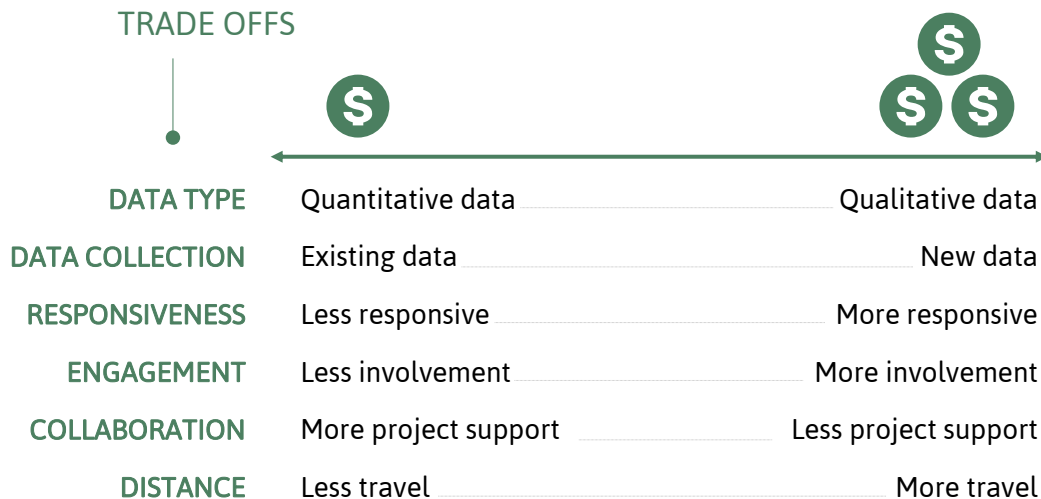 TRADE OFFS
$
$
$ $
DATA TYPE Quantitative data Qualitative data
DATA COLLECTION Existing data New data
RESPONSIVENESS Less responsive More responsive
ENGAGEMENT Less involvement More involvement
COLLABORATION More project support Less project support
DISTANCE Less travel More travel